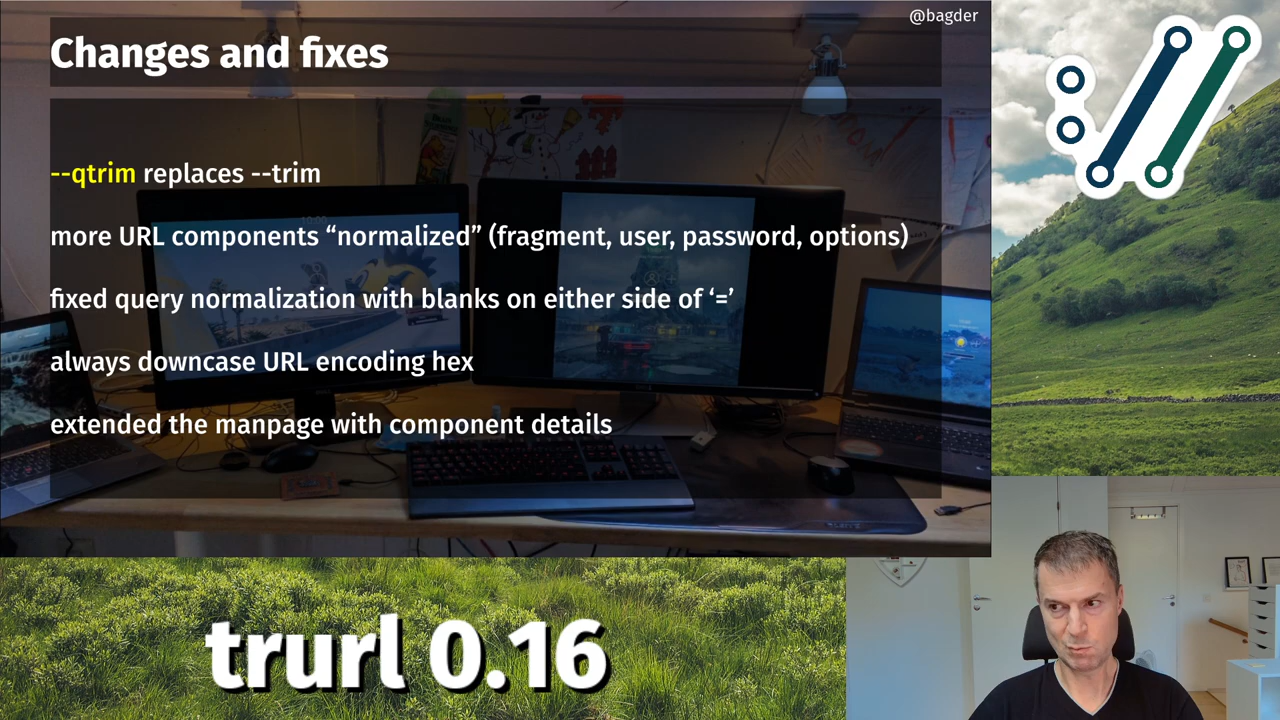 @bagder
Changes and fixes
--qtrim replaces --trim
more URL components “normalized” (fragment, user, password, options)
fixed query normalization with blanks on either side of ‘=’
always downcase URL encoding hex
extended the manpage with component details
trurl 0.16